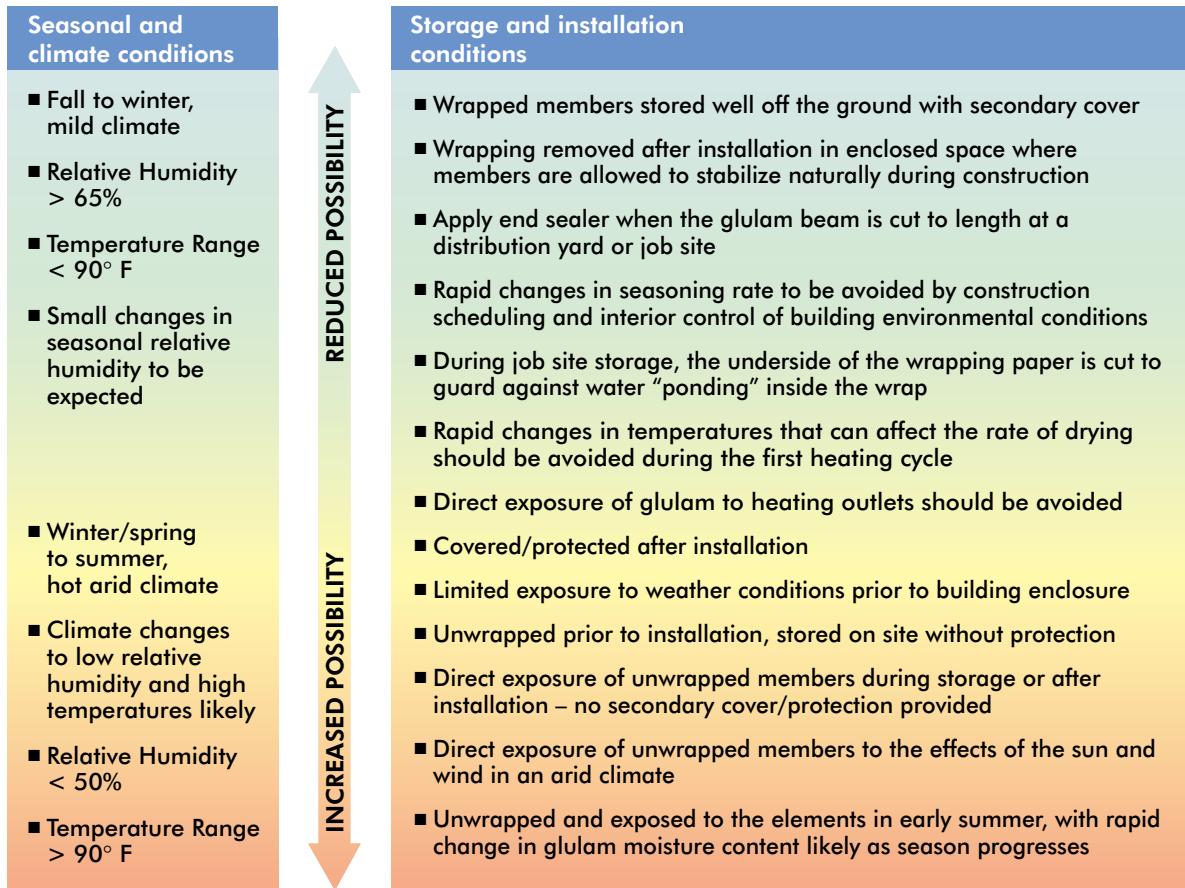 Seasonal and
climate conditions
■ Fall to winter,
mild climate
■ Relative Humidity
> 65%
■ Temperature Range
< 90° F
■ Small changes in
seasonal relative
humidity to be
expected
■ Winter/spring
to summer,
hot arid climate
■ Climate changes
to low relative
humidity and high
temperatures likely
■ Relative Humidity
< 50%
■ Temperature Range
> 90° F
REDUCED POSSIBILITY
INCREASED POSSIBILITY
Storage and installation
conditions
■ Wrapped members stored well off the ground with secondary cover
■ Wrapping removed after installation in enclosed space where
members are allowed to stabilize naturally during construction
■ Apply end sealer when the glulam beam is cut to length at a
distribution yard or job site
■ Rapid changes in seasoning rate to be avoided by construction
scheduling and interior control of building environmental conditions
■ During job site storage, the underside of the wrapping paper is cut to
guard against water “ponding” inside the wrap
■ Rapid changes in temperatures that can affect the rate of drying
should be avoided during the first heating cycle
■ Direct exposure of glulam to heating outlets should be avoided
■ Covered/protected after installation
■ Limited exposure to weather conditions prior to building enclosure
■ Unwrapped prior to installation, stored on site without protection
■ Direct exposure of unwrapped members during storage or after
installation – no secondary cover/protection provided
■ Direct exposure of unwrapped members to the effects of the sun and
wind in an arid climate
■ Unwrapped and exposed to the elements in early summer, with rapid
change in glulam moisture content likely as season progresses